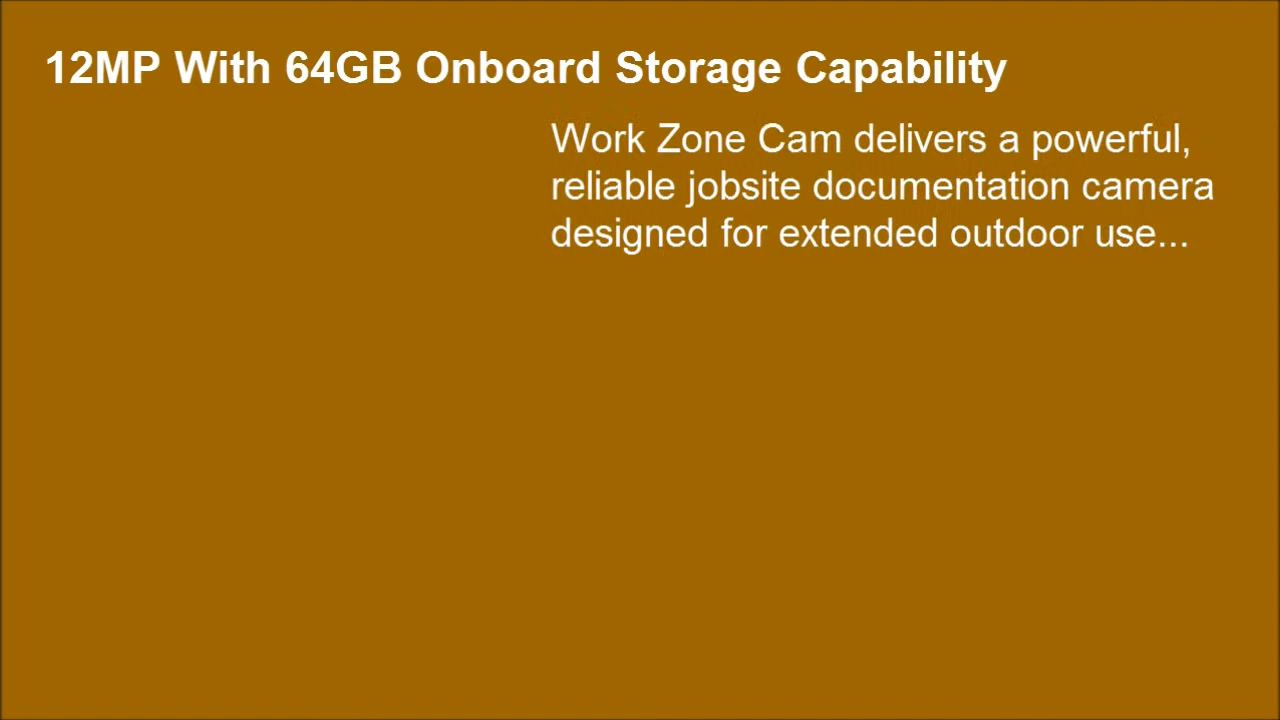 12MP With 64GB Onboard Storage Capability
Work Zone Cam delivers a powerful,
reliable jobsite documentation camera
designed for extended outdoor use...